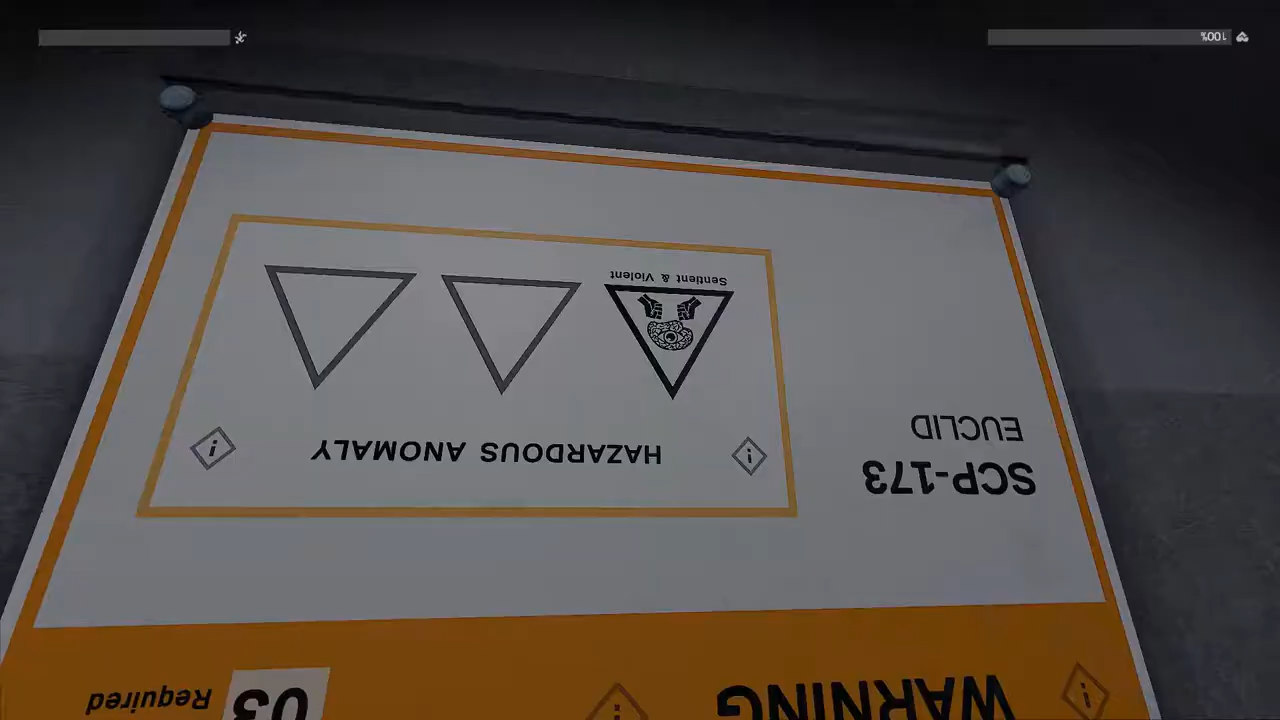 WARNING
03 Required
SCP-173
EUCLID
HAZARDOUS ANOMALY
Sentient & Violent
100%